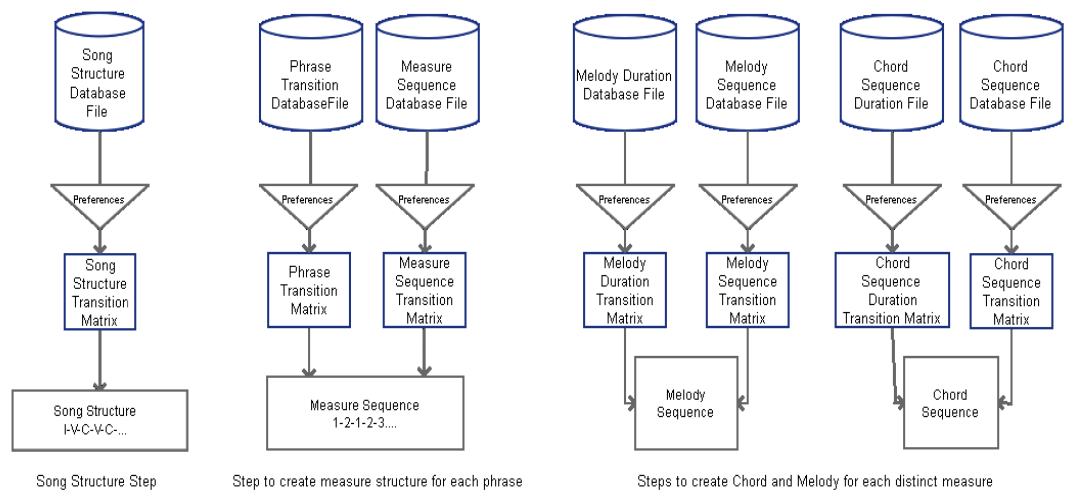 Song
Structure
Database
File
Phrase
Transition
DatabaseFile
Measure
Sequence
Database File
Melody Duration
Database File
Melody
Sequence
Database File
Chord
Sequence
Duration File
Chord
Sequence
Database File
Preferences
Preferences
Preferences
Preferences
Preferences
Preferences
Preferences
Song
Structure
Transition
Matrix
Phrase
Transition
Matrix
Measure
Sequence
Transition
Matrix
Melody
Duration
Transition
Matrix
Melody
Sequence
Transition
Matrix
Chord
Sequence
Duration
Transition Matrix
Chord
Sequence
Transition
Matrix
Song Structure
I-V-C-V-C-...
Measure Sequence
1-2-1-2-3....
Melody
Sequence
Chord
Sequence
Song Structure Step
Step to create measure structure for each phrase
Steps to create Chord and Melody for each distinct measure